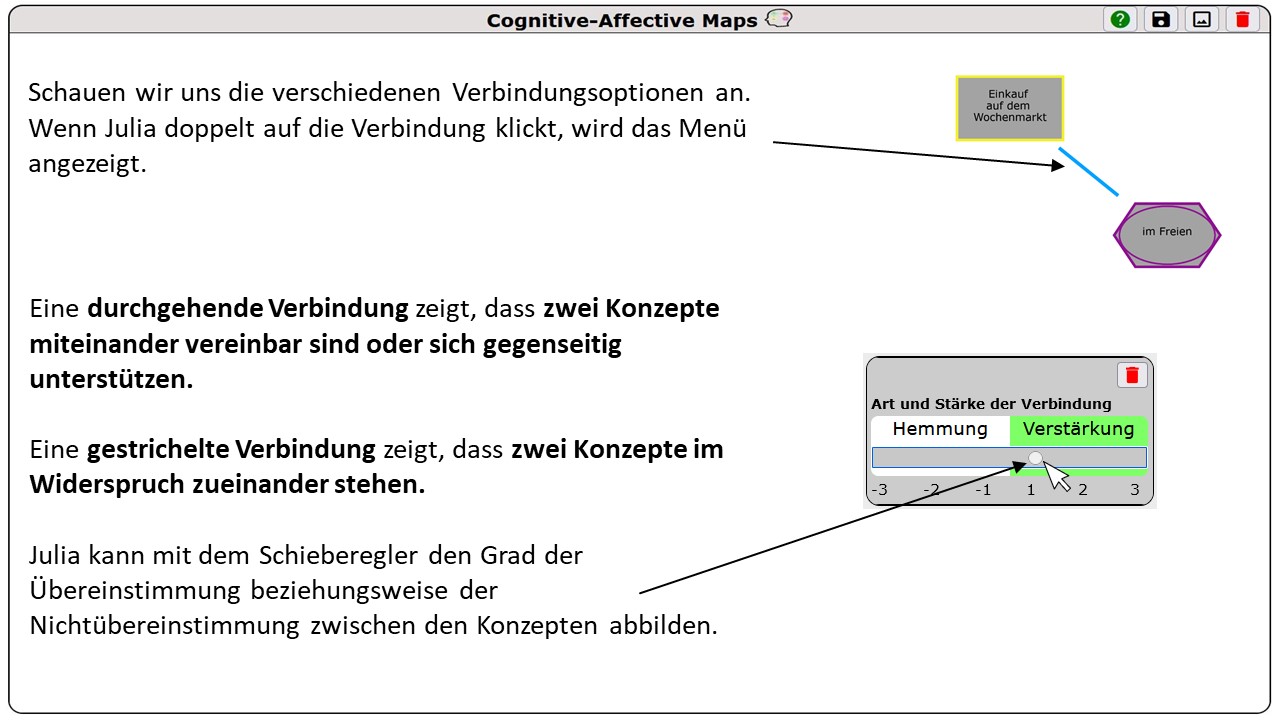 Cognitive-Affective Maps
Schauen wir uns die verschiedenen Verbindungsoptionen an.
Wenn Julia doppelt auf die Verbindung klickt, wird das Menü
angezeigt.
Einkauf
auf dem
Wochenmarkt
im Freien
Eine durchgehende Verbindung zeigt, dass zwei Konzepte
miteinander vereinbar sind oder sich gegenseitig
unterstützen.
Eine gestrichelte Verbindung zeigt, dass zwei Konzepte im
Widerspruch zueinander stehen.
Julia kann mit dem Schieberegler den Grad der
Übereinstimmung beziehungsweise der
Nichtübereinstimmung zwischen den Konzepten abbilden.
Art und Stärke der Verbindung
Hemmung Verstärkung
-3 -2 -1 1 2 3